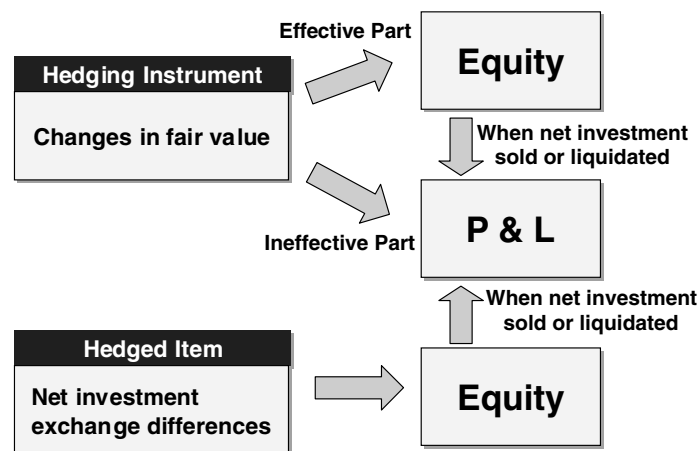 Effective Part
Hedging Instrument
Changes in fair value
Equity
When net investment
sold or liquidated
Ineffective Part
P & L
When net investment
sold or liquidated
Hedged Item
Net investment
exchange differences
Equity